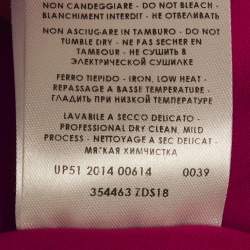 NON CANDEGGIARE - DO NOT BLEACH -
BLANCHIMENT INTERDIT - НЕ ОТБЕЛИВАТЬ
NON ASCIUGARE IN TAMBURO - DO NOT
TUMBLE DRY - NE PAS SECHER EN
TAMBOUR - НЕ СУШИТЬ В
ЭЛЕКТРИЧЕСКОЙ СУШИЛКЕ
FERRO TIEPIDO - IRON, LOW HEAT -
REPASSAGE A BASSE TEMPERATURE -
ГЛАДИТЬ ПРИ НИЗКОЙ ТЕМПЕРАТУРЕ
LAVABILE A SECCO DELICATO -
PROFESSIONAL DRY CLEAN, MILD
PROCESS - NETTOYAGE A SEC DELICAT -
МЯГКАЯ ХИМЧИСТКА
UP51 2014 00614 0039
354463 ZDS18